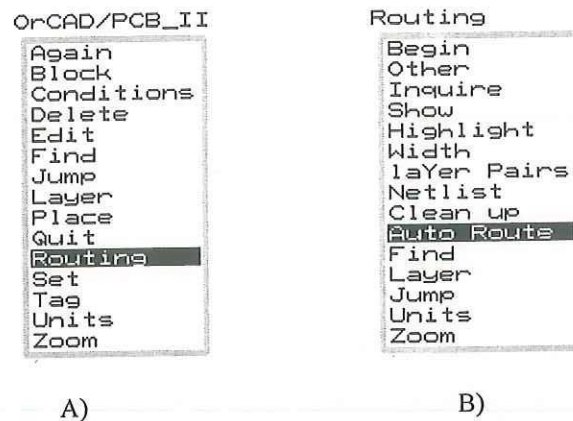 OrCAD/PCB_II
Again
Block
Conditions
Delete
Edit
Find
Jump
Layer
Place
Quit
Routing
Set
Tag
Units
Zoom
A)
Routing
Begin
Other
Inquire
Show
Highlight
Width
laYer Pairs
Netlist
Clean up
Auto Route
Find
Layer
Jump
Units
Zoom
B)